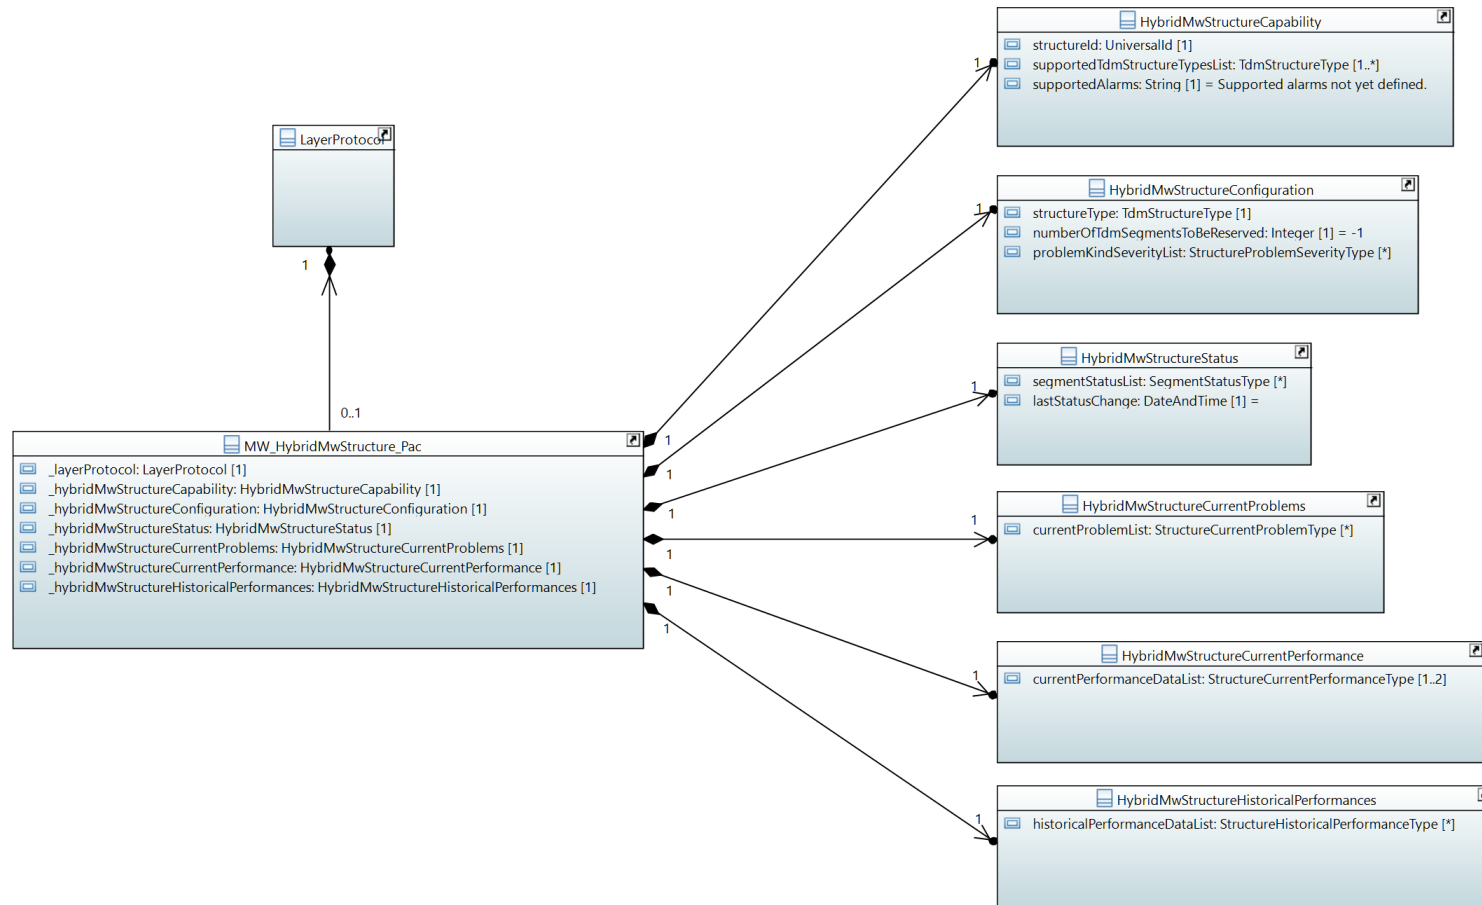 LayerProtocol
1
0..1
MW_HybridMwStructure_Pac
_layerProtocol: LayerProtocol [1]
_hybridMwStructureCapability: HybridMwStructureCapability [1]
_hybridMwStructureConfiguration: HybridMwStructureConfiguration [1]
_hybridMwStructureStatus: HybridMwStructureStatus [1]
_hybridMwStructureCurrentProblems: HybridMwStructureCurrentProblems [1]
_hybridMwStructureCurrentPerformance: HybridMwStructureCurrentPerformance [1]
_hybridMwStructureHistoricalPerformances: HybridMwStructureHistoricalPerformances [1]
1
1
1
1
1
1
1
HybridMwStructureCapability
structureId: UniversalId [1]
supportedTdmStructureTypesList: TdmStructureType [1..*]
supportedAlarms: String [1] = Supported alarms not yet defined.
1
HybridMwStructureConfiguration
structureType: TdmStructureType [1]
numberOfTdmSegmentsToBeReserved: Integer [1] = -1
problemKindSeverityList: StructureProblemSeverityType [*]
1
HybridMwStructureStatus
segmentStatusList: SegmentStatusType [*]
lastStatusChange: DateAndTime [1] =
1
HybridMwStructureCurrentProblems
currentProblemList: StructureCurrentProblemType [*]
1
HybridMwStructureCurrentPerformance
currentPerformanceDataList: StructureCurrentPerformanceType [1..2]
1
HybridMwStructureHistoricalPerformances
historicalPerformanceDataList: StructureHistoricalPerformanceType [*]